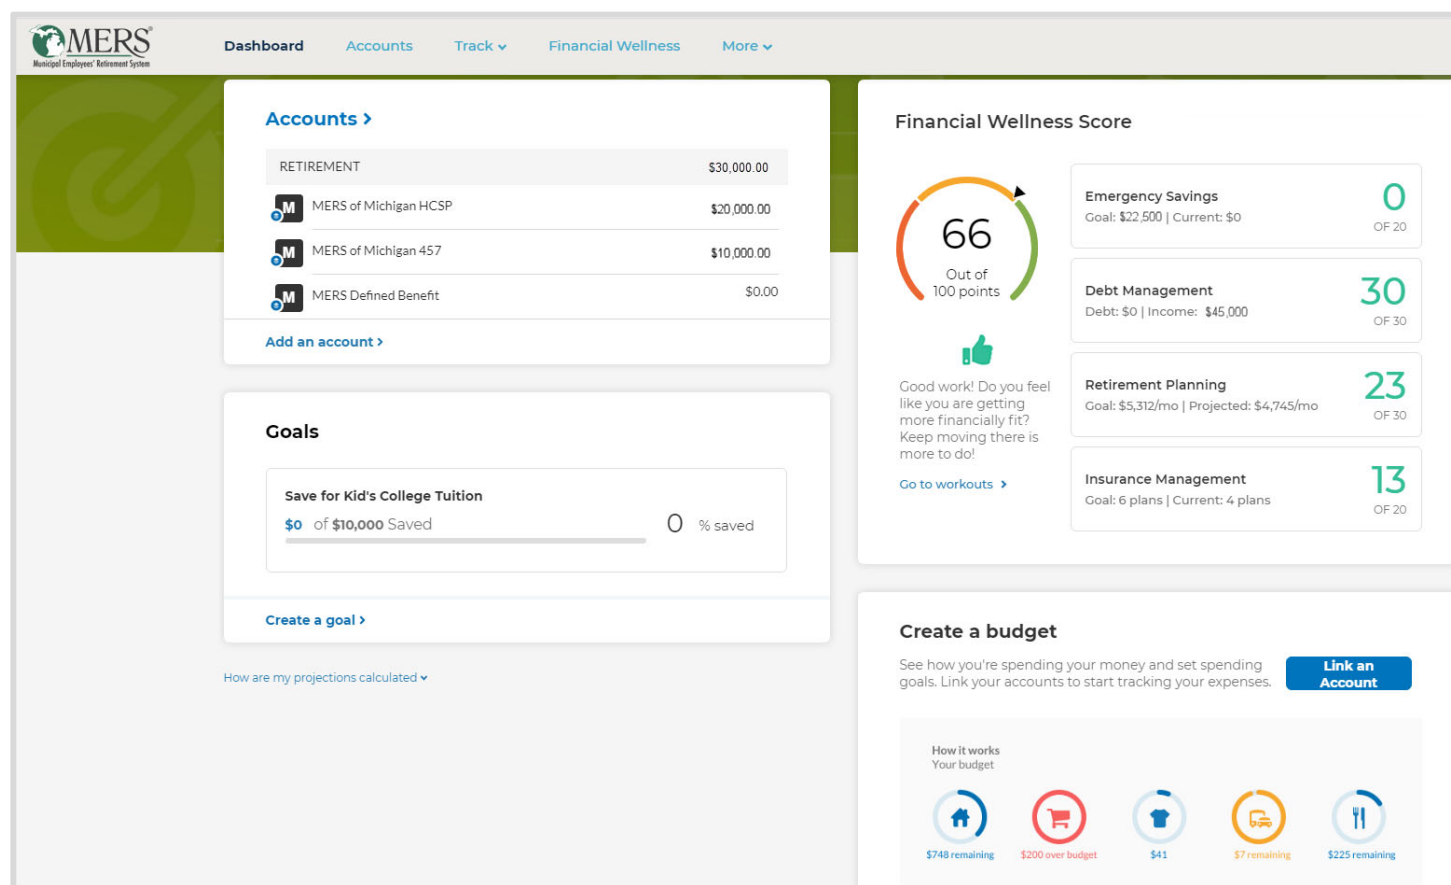 MERS®
Municipal Employees' Retirement System
Dashboard
Accounts
Track
Financial Wellness
More
Accounts
RETIREMENT $30,000.00
M MERS of Michigan HCSP $20,000.00
M MERS of Michigan 457 $10,000.00
M MERS Defined Benefit $0.00
Add an account
Goals
Save for Kid's College Tuition
$0 of $10,000 Saved
0 % saved
Create a goal
How are my projections calculated
Financial Wellness Score
66
Out of
100 points
Good work! Do you feel
like you are getting
more financially fit?
Keep moving there is
more to do!
Go to workouts
Emergency Savings
Goal: $22,500 | Current: $0
0
OF 20
Debt Management
Debt: $0 | Income: $45,000
30
OF 30
Retirement Planning
Goal: $5,312/mo | Projected: $4,745/mo
23
OF 30
Insurance Management
Goal: 6 plans | Current: 4 plans
13
OF 20
Create a budget
See how you're spending your money and set spending
goals. Link your accounts to start tracking your expenses.
Link an
Account
How it works
Your budget
$748 remaining
$200 over budget
$41
$7 remaining
$225 remaining